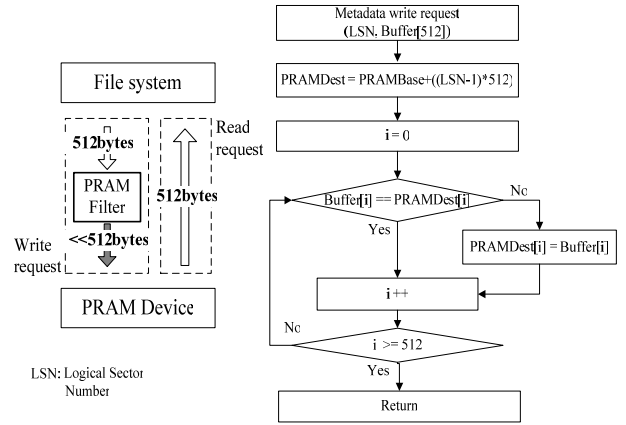 File system
512bytes
PRAM
Filter
<<512bytes
Write
request
Read
request
512bytes
PRAM Device
LSN: Logical Sector
Number
Metadata write request
(LSN, Buffer[512])
PRAMDest = PRAMBase+((LSN-1)*512)
i = 0
Buffer[i] == PRAMDest[i]
No
Yes
PRAMDest[i] = Buffer[i]
i ++
No
i >= 512
Yes
Return